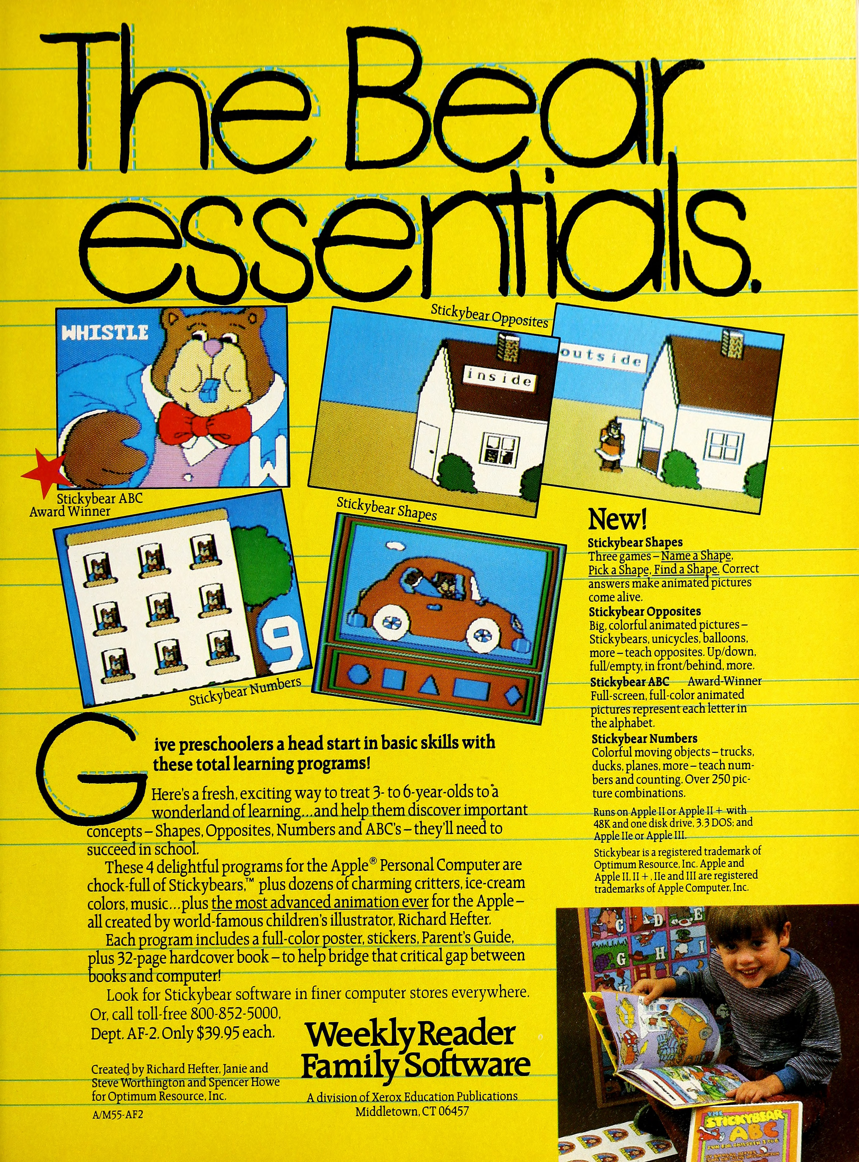 The Bear
essentials.
WHISTLE
W
Stickybear ABC
Award Winner
Stickybear Opposites
inside
outside
9
Stickybear Numbers
Stickybear Shapes
New!
Stickybear Shapes
Three games – Name a Shape,
Pick a Shape, Find a Shape. Correct
answers make animated pictures
come alive.
Stickybear Opposites
Big, colorful animated pictures –
Stickybears, unicycles, balloons,
more – teach opposites. Up/down,
full/empty, in front/behind, more.
Stickybear ABC Award-Winner
Full-screen, full-color animated
pictures represent each letter in
the alphabet.
Stickybear Numbers
Colorful moving objects – trucks,
ducks, planes, more – teach num-
bers and counting. Over 250 pic-
ture combinations.
Runs on Apple II or Apple II + with
48K and one disk drive, 3.3 DOS; and
Apple IIe or Apple III.
Stickybear is a registered trademark of
Optimum Resource, Inc. Apple and
Apple II, II + , IIe and III are registered
trademarks of Apple Computer, Inc.
Give preschoolers a head start in basic skills with
these total learning programs!
Here's a fresh, exciting way to treat 3- to 6-year-olds to a
wonderland of learning...and help them discover important
concepts – Shapes, Opposites, Numbers and ABC's – they'll need to
succeed in school.
These 4 delightful programs for the Apple® Personal Computer are
chock-full of Stickybears,™ plus dozens of charming critters, ice-cream
colors, music...plus the most advanced animation ever for the Apple –
all created by world-famous children's illustrator, Richard Hefter.
Each program includes a full-color poster, stickers, Parent's Guide,
plus 32-page hardcover book – to help bridge that critical gap between
books and computer!
Look for Stickybear software in finer computer stores everywhere.
Or, call toll-free 800-852-5000,
Dept. AF-2. Only $39.95 each.
Created by Richard Hefter, Janie and
Steve Worthington and Spencer Howe
for Optimum Resource, Inc.
A/M55-AF2
Weekly Reader
Family Software
A division of Xerox Education Publications
Middletown, CT 06457
C D E
G H I
THE
STICKYBEAR
ABC